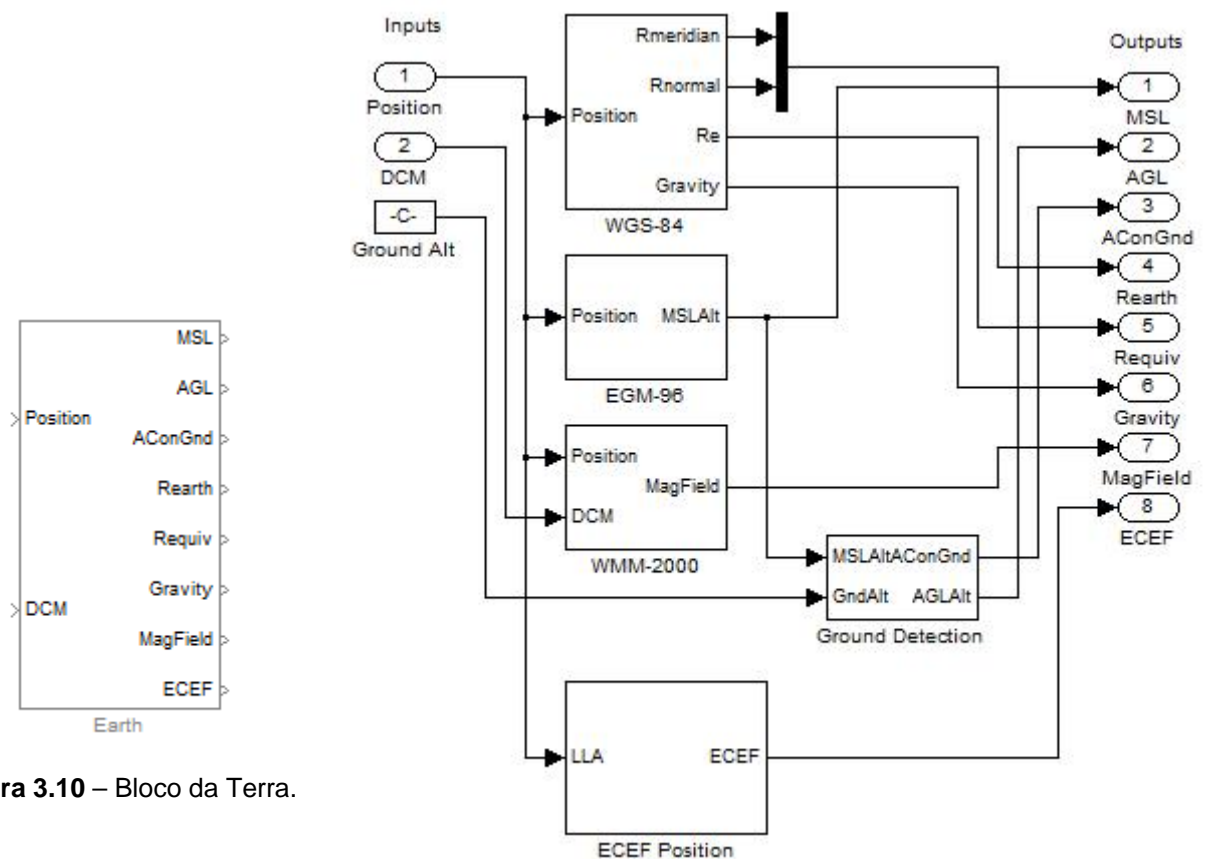 MSL
AGL
Position
AConGnd
Rearth
Requiv
Gravity
DCM
MagField
ECEF
Earth
ra 3.10 – Bloco da Terra.
Inputs
1
Position
2
DCM
-C-
Ground Alt
Rmeridian
Rnormal
Position
Re
Gravity
WGS-84
Position MSLAlt
EGM-96
Position
MagField
DCM
WMM-2000
MSLAltAConGnd
GndAlt AGLAlt
Ground Detection
LLA ECEF
ECEF Position
Outputs
1
MSL
2
AGL
3
AConGnd
4
Rearth
5
Requiv
6
Gravity
7
MagField
8
ECEF